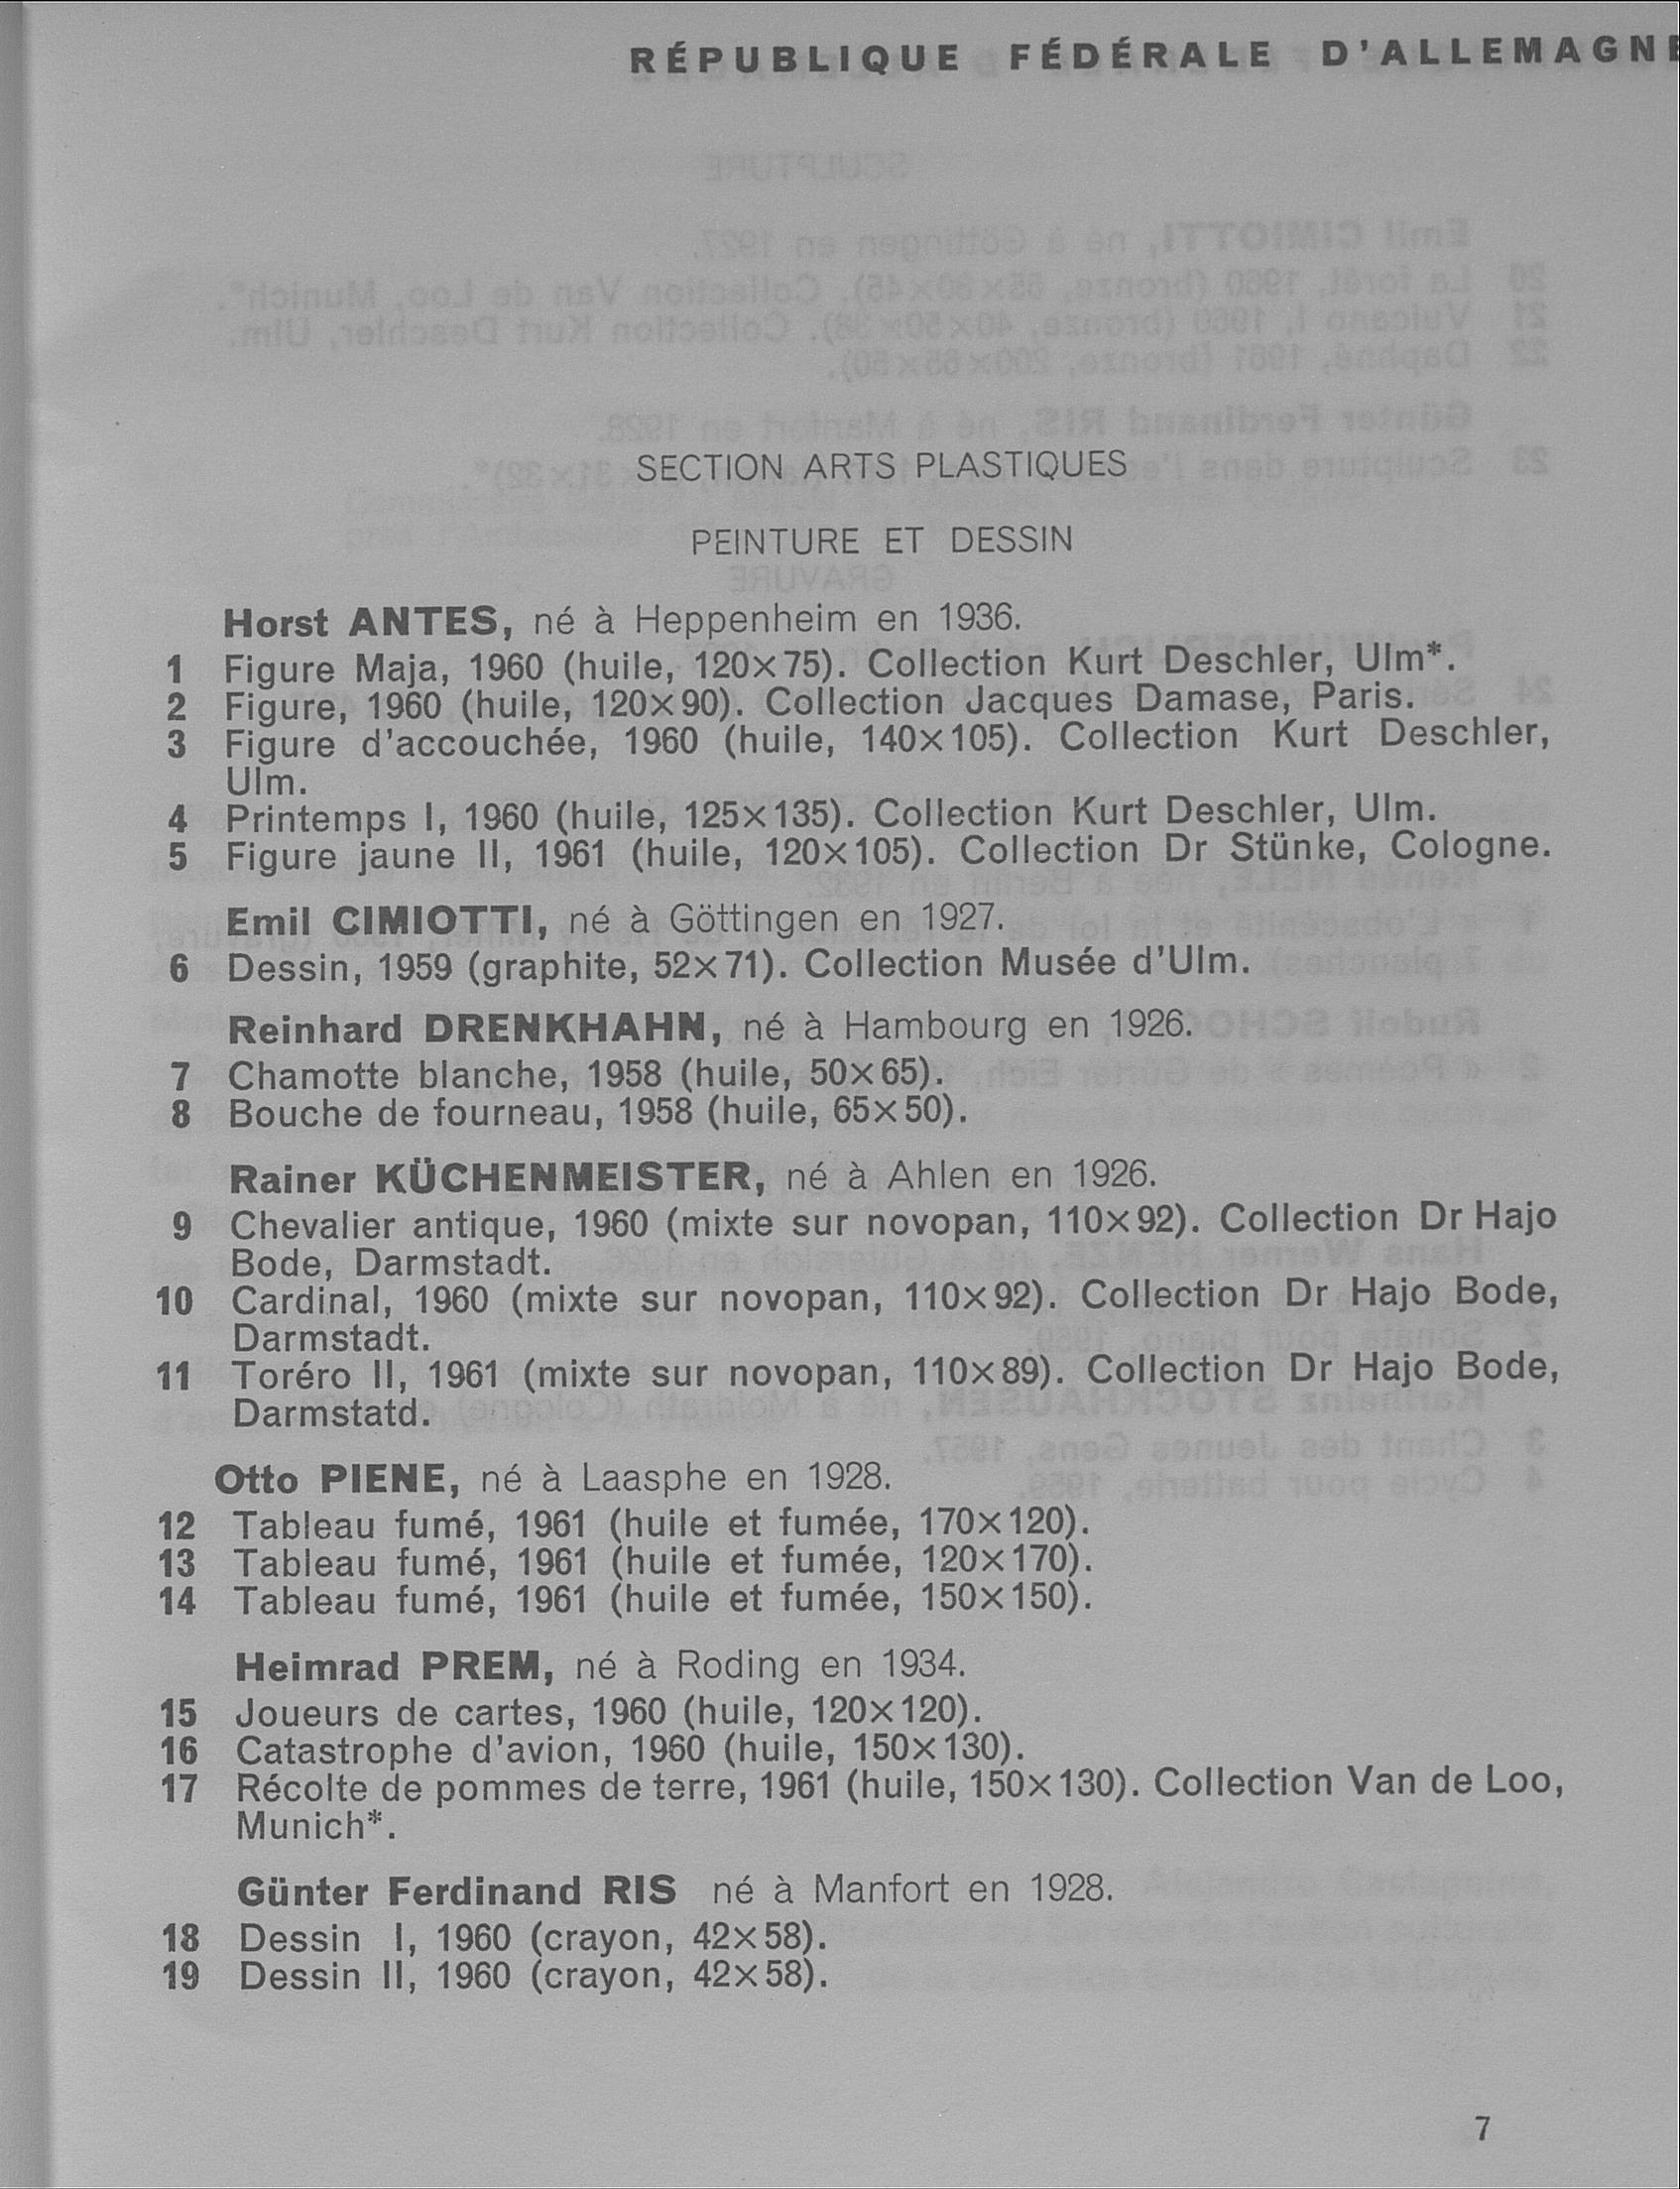 RÉPUBLIQUE FÉDÉRALE D'ALLEMAGNE
SECTION ARTS PLASTIQUES
PEINTURE ET DESSIN
Horst ANTES, né à Heppenheim en 1936.
1 Figure Maja, 1960 (huile, 120×75). Collection Kurt Deschler, Ulm*.
2 Figure, 1960 (huile, 120×90). Collection Jacques Damase, Paris.
3 Figure d'accouchée, 1960 (huile, 140×105). Collection Kurt Deschler,
Ulm.
4 Printemps I, 1960 (huile, 125×135). Collection Kurt Deschler, Ulm.
5 Figure jaune II, 1961 (huile, 120×105). Collection Dr Stünke, Cologne.
Emil CIMIOTTI, né à Göttingen en 1927.
6 Dessin, 1959 (graphite, 52×71). Collection Musée d'Ulm.
Reinhard DRENKHAHN, né à Hambourg en 1926.
7 Chamotte blanche, 1958 (huile, 50×65).
8 Bouche de fourneau, 1958 (huile, 65×50).
Rainer KÜCHENMEISTER, né à Ahlen en 1926.
9 Chevalier antique, 1960 (mixte sur novopan, 110×92). Collection Dr Hajo
Bode, Darmstadt.
10 Cardinal, 1960 (mixte sur novopan, 110×92). Collection Dr Hajo Bode,
Darmstadt.
11 Toréro II, 1961 (mixte sur novopan, 110×89). Collection Dr Hajo Bode,
Darmstatd.
Otto PIENE, né à Laasphe en 1928.
12 Tableau fumé, 1961 (huile et fumée, 170×120).
13 Tableau fumé, 1961 (huile et fumée, 120×170).
14 Tableau fumé, 1961 (huile et fumée, 150×150).
Heimrad PREM, né à Roding en 1934.
15 Joueurs de cartes, 1960 (huile, 120×120).
16 Catastrophe d'avion, 1960 (huile, 150×130).
17 Récolte de pommes de terre, 1961 (huile, 150×130). Collection Van de Loo,
Munich*.
Günter Ferdinand RIS né à Manfort en 1928.
18 Dessin I, 1960 (crayon, 42×58).
19 Dessin II, 1960 (crayon, 42×58).
7